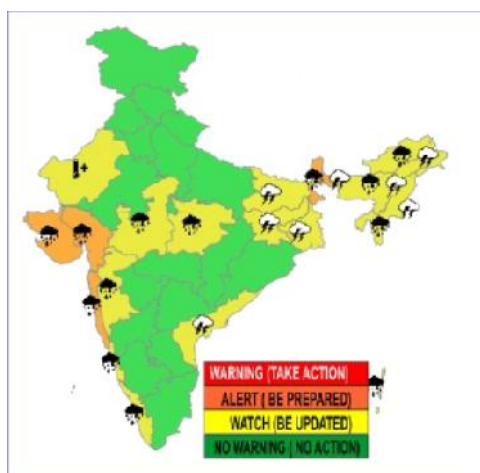 WARNING (TAKE ACTION)
ALERT ( BE PREPARED)
WATCH (BE UPDATED)
NO WARNING ( NO ACTION)